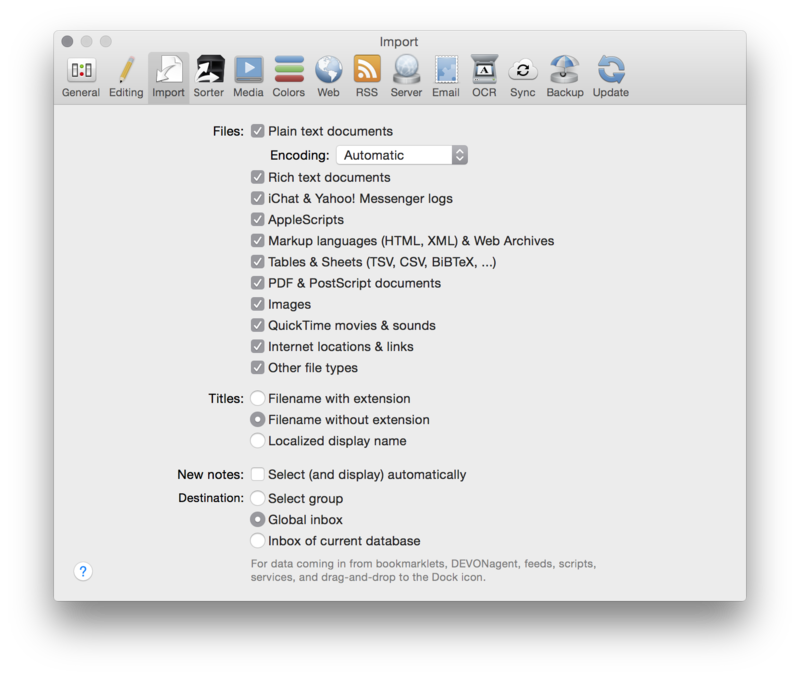 Import
General Editing Import Sorter Media Colors Web RSS Server Email OCR Sync Backup Update
Files: Plain text documents
Encoding: Automatic
Rich text documents
iChat & Yahoo! Messenger logs
AppleScripts
Markup languages (HTML, XML) & Web Archives
Tables & Sheets (TSV, CSV, BiBTeX, ...)
PDF & PostScript documents
Images
QuickTime movies & sounds
Internet locations & links
Other file types
Titles: Filename with extension
Filename without extension
Localized display name
New notes: Select (and display) automatically
Destination: Select group
Global inbox
Inbox of current database
For data coming in from bookmarklets, DEVONagent, feeds, scripts,
services, and drag-and-drop to the Dock icon.
?